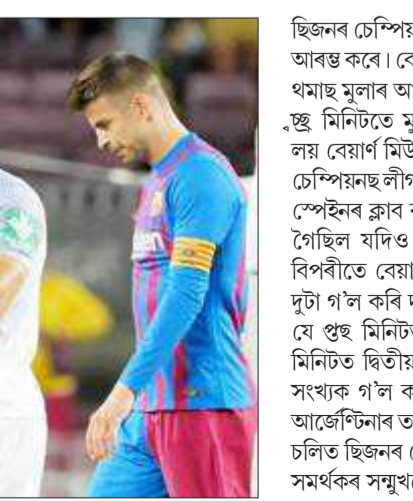 ছিজনৰ চেম্পিয়
আৰম্ভ কৰে। বে
থমাছ মুলাৰ আ
মিনিটতে মু
লয় বেয়াৰ্ণ মিউ
চেম্পিয়নছ লীগ
স্পেইনৰ ক্লাব ব
গৈছিল যদিও
বিপৰীতে বেয়া
দুটা গ'ল কৰি দ
যে প্তছ মিনিট
মিনিটত দ্বিতীয়
সংখ্যক গ'ল ক
আৰ্জেণ্টিনাৰ ত
চলিত ছিজনৰ চ
সমৰ্থকৰ সন্মুখ